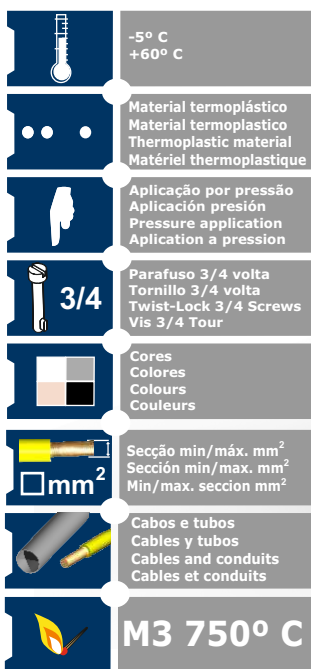 -5º C
+60º C
Material termoplástico
Material termoplastico
Thermoplastic material
Matériel thermoplastique
Aplicação por pressão
Aplicación presión
Pressure application
Aplication a pression
3/4
Parafuso 3/4 volta
Tornillo 3/4 volta
Twist-Lock 3/4 Screws
Vis 3/4 Tour
Cores
Colores
Colours
Couleurs
mm²
Secção min/máx. mm²
Sección min/max. mm²
Min/max. seccion mm²
Cabos e tubos
Cables y tubos
Cables and conduits
Cables et conduits
M3 750º C